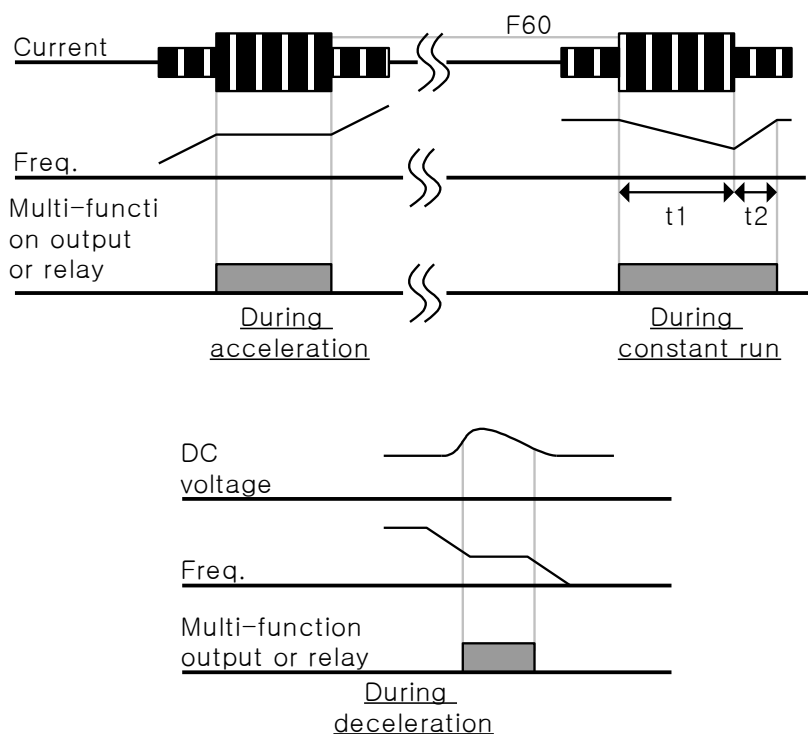 F60
Current
Freq.
t1
t2
Multi-functi
on output
or relay
During
acceleration
During
constant run
DC
voltage
Freq.
Multi-function
output or relay
During
deceleration